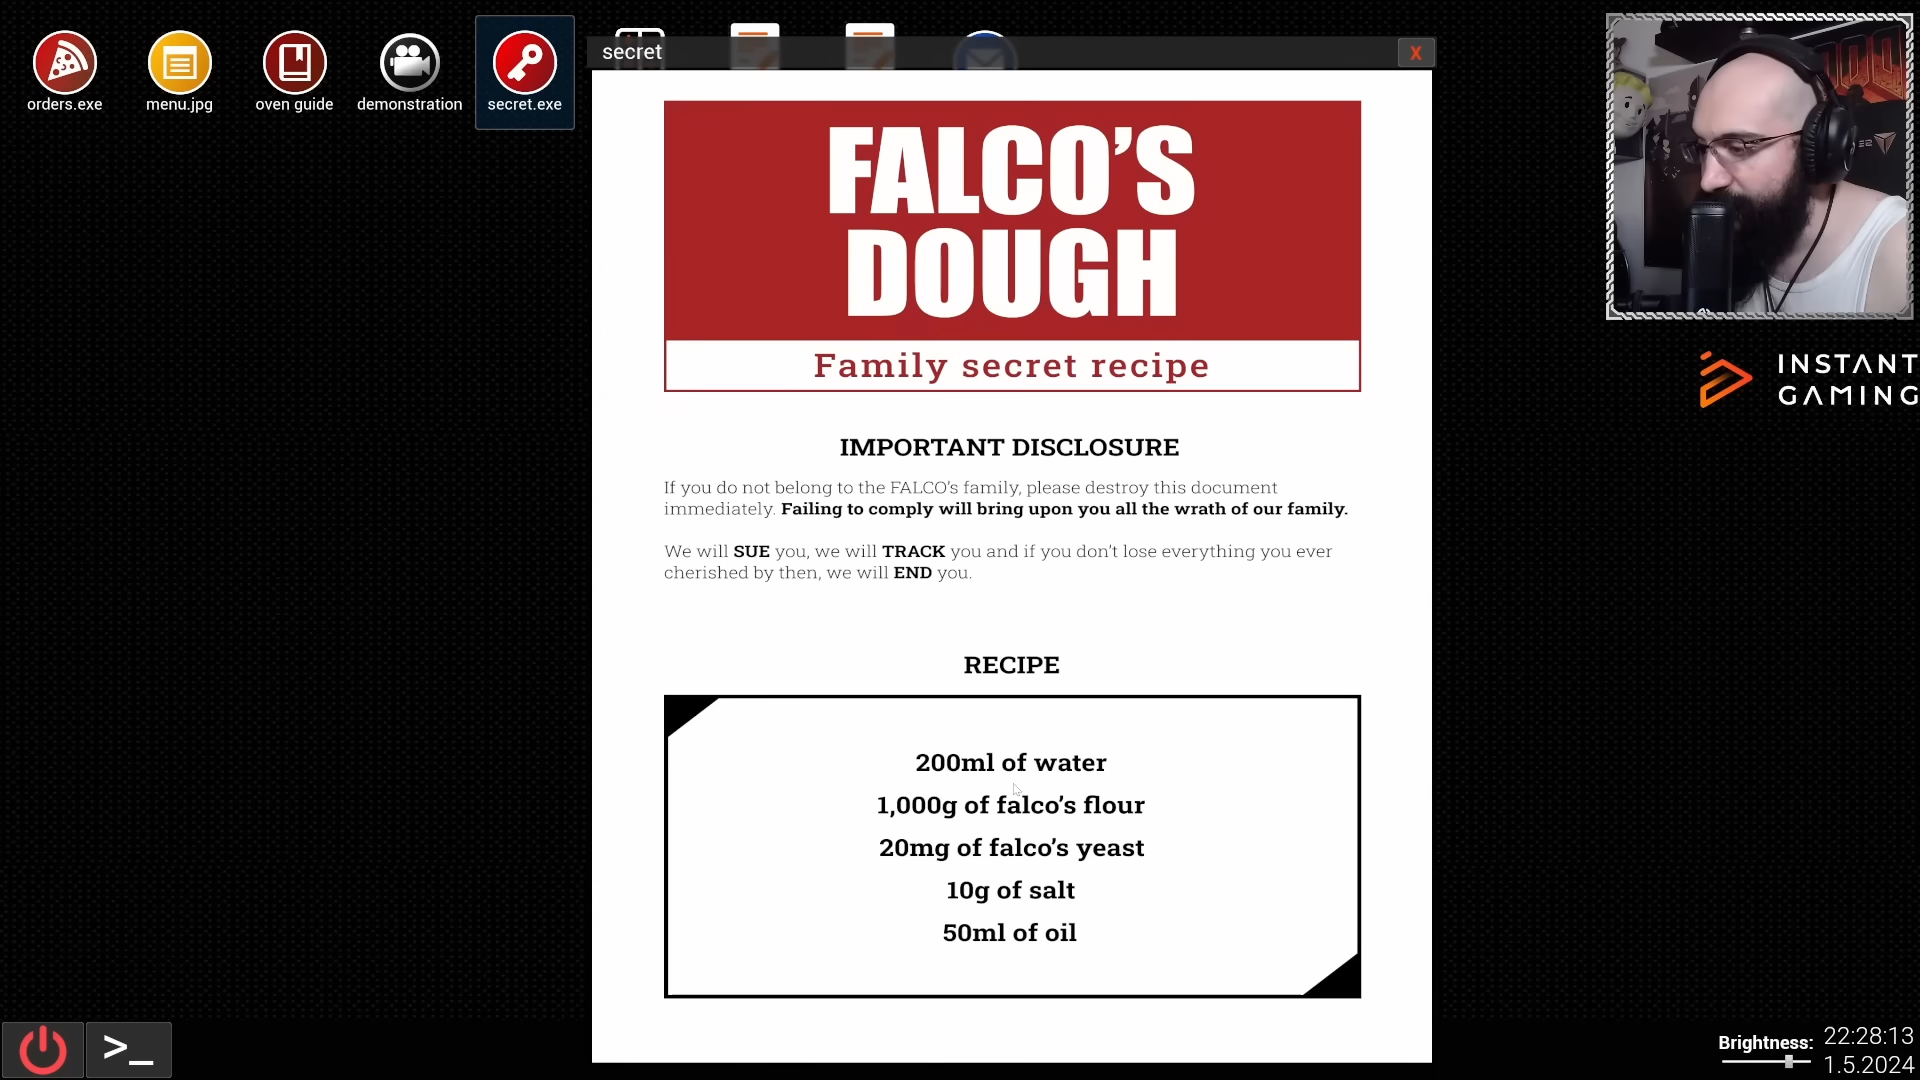 orders.exe
menu.jpg
oven guide
demonstration
secret.exe
secret
X
FALCO'S
DOUGH
Family secret recipe
IMPORTANT DISCLOSURE
If you do not belong to the FALCO's family, please destroy this document
immediately. Failing to comply will bring upon you all the wrath of our family.
We will SUE you, we will TRACK you and if you don't lose everything you ever
cherished by then, we will END you.
RECIPE
200ml of water
1,000g of falco's flour
20mg of falco's yeast
10g of salt
50ml of oil
INSTANT
GAMING
>_
Brightness:
22:28:13
1.5.2024